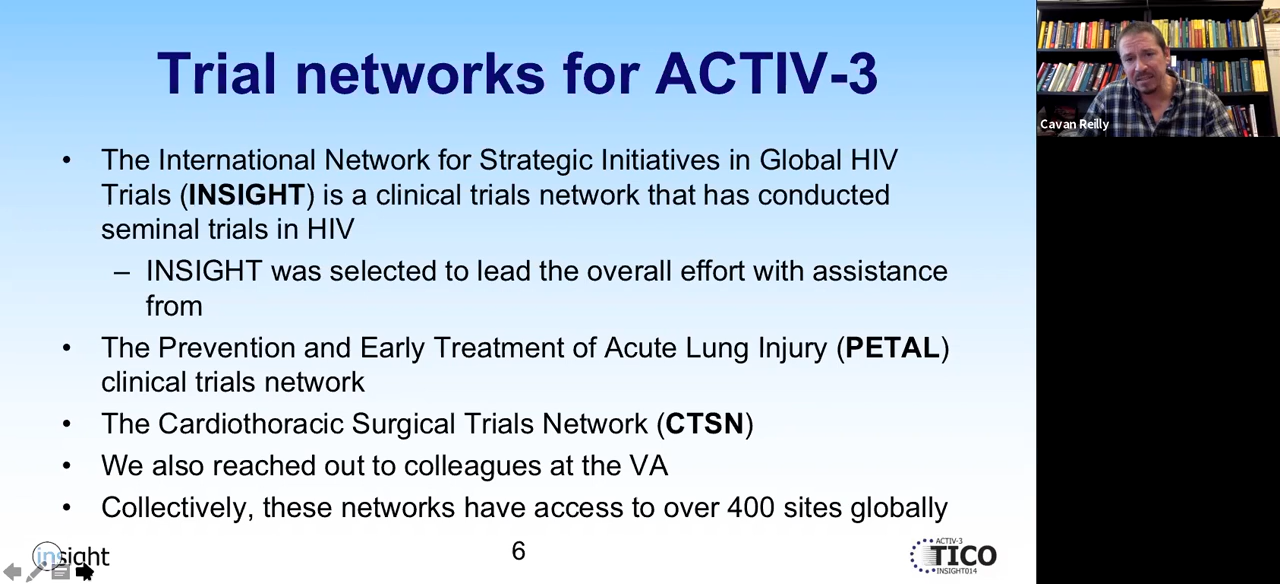 Trial networks for ACTIV-3
• The International Network for Strategic Initiatives in Global HIV
Trials (INSIGHT) is a clinical trials network that has conducted
seminal trials in HIV
– INSIGHT was selected to lead the overall effort with assistance
from
• The Prevention and Early Treatment of Acute Lung Injury (PETAL)
clinical trials network
• The Cardiothoracic Surgical Trials Network (CTSN)
• We also reached out to colleagues at the VA
• Collectively, these networks have access to over 400 sites globally
insight
6
ACTIV-3
TICO
INSIGHT014
Cavan Reilly